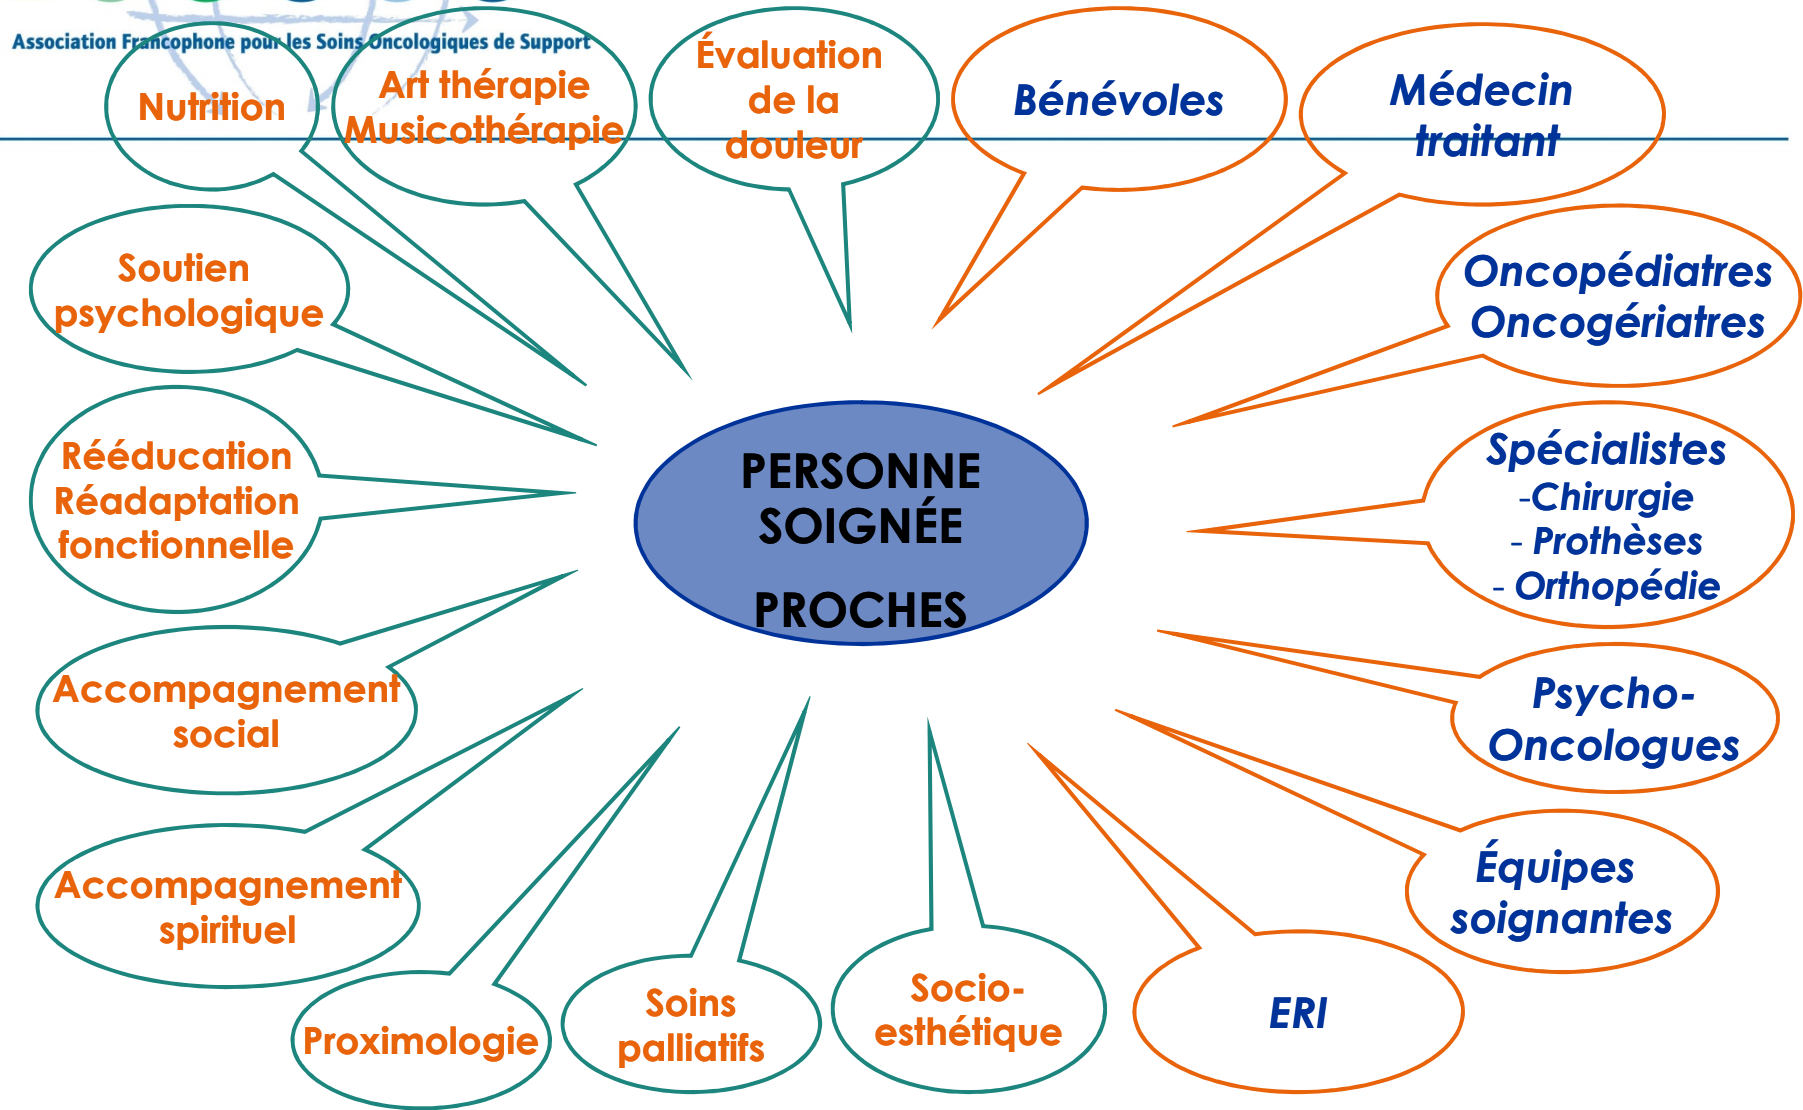 Association Francophone pour les Soins Oncologiques de Support
Nutrition
Art thérapie
Musicothérapie
Évaluation
de la
douleur
Bénévoles
Médecin
traitant
Soutien
psychologique
Oncopédiatres
Oncogériatres
Rééducation
Réadaptation
fonctionnelle
PERSONNE
SOIGNÉE
PROCHES
Spécialistes
-Chirurgie
- Prothèses
- Orthopédie
Accompagnement
social
Psycho-
Oncologues
Accompagnement
spirituel
Équipes
soignantes
Proximologie
Soins
palliatifs
Socio-
esthétique
ERI